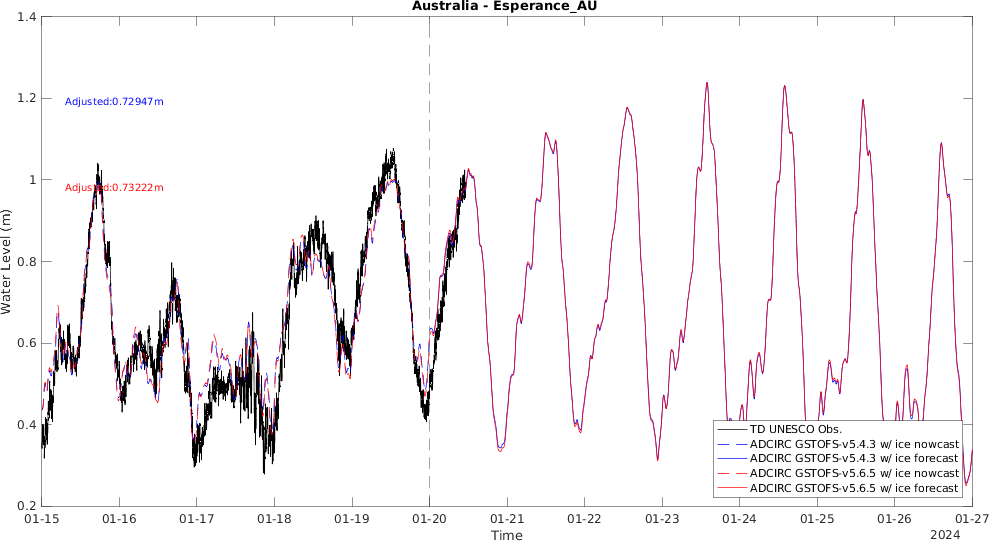 Australia - Esperance_AU
1.4
1.2
1
0.8
0.6
0.4
0.2
Water Level (m)
Adjusted:0.72947m
Adjusted:0.73222m
TD UNESCO Obs.
ADCIRC GSTOFS-v5.4.3 w/ ice nowcast
ADCIRC GSTOFS-v5.4.3 w/ ice forecast
ADCIRC GSTOFS-v5.6.5 w/ ice nowcast
ADCIRC GSTOFS-v5.6.5 w/ ice forecast
01-15 01-16 01-17 01-18 01-19 01-20 01-21 01-22 01-23 01-24 01-25 01-26 01-27
Time
2024